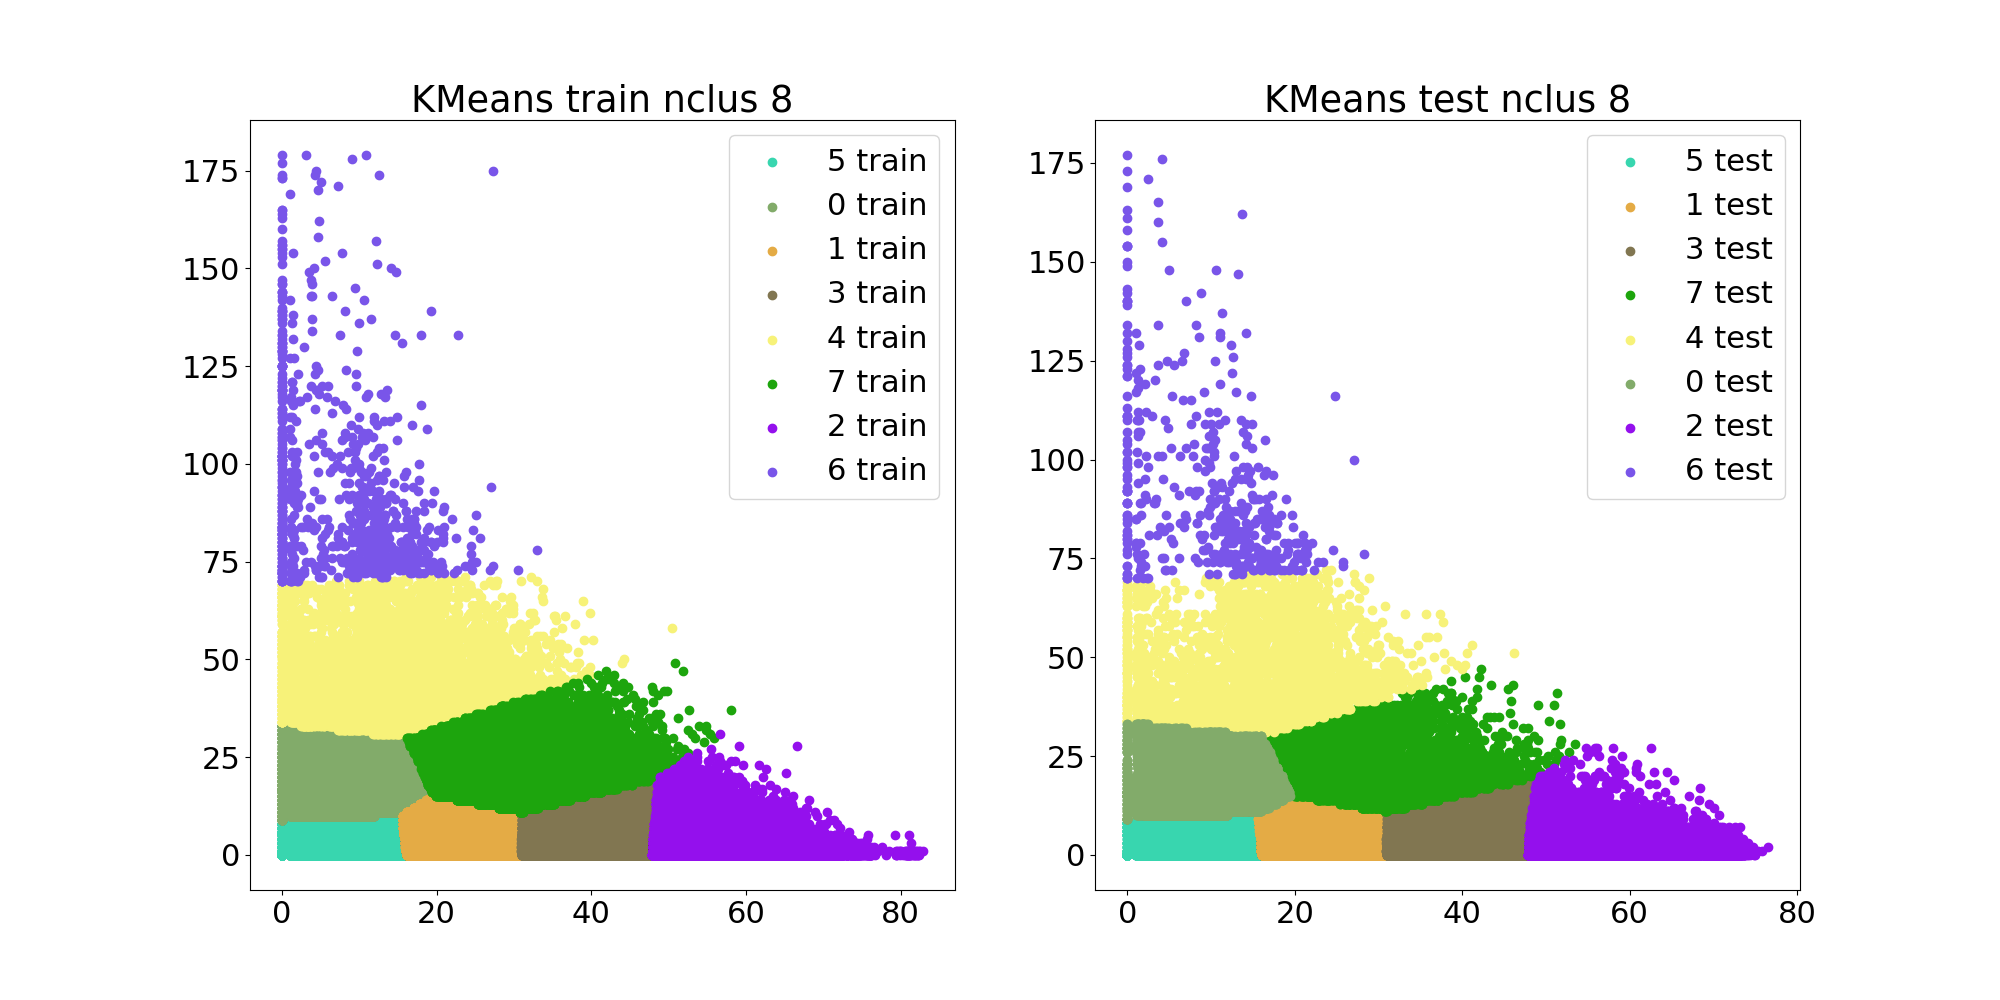 KMeans train nclus 8
175
150
125
100
75
50
25
0
0 20 40 60 80
5 train
0 train
1 train
3 train
4 train
7 train
2 train
6 train
KMeans test nclus 8
175
150
125
100
75
50
25
0
0 20 40 60 80
5 test
1 test
3 test
7 test
4 test
0 test
2 test
6 test